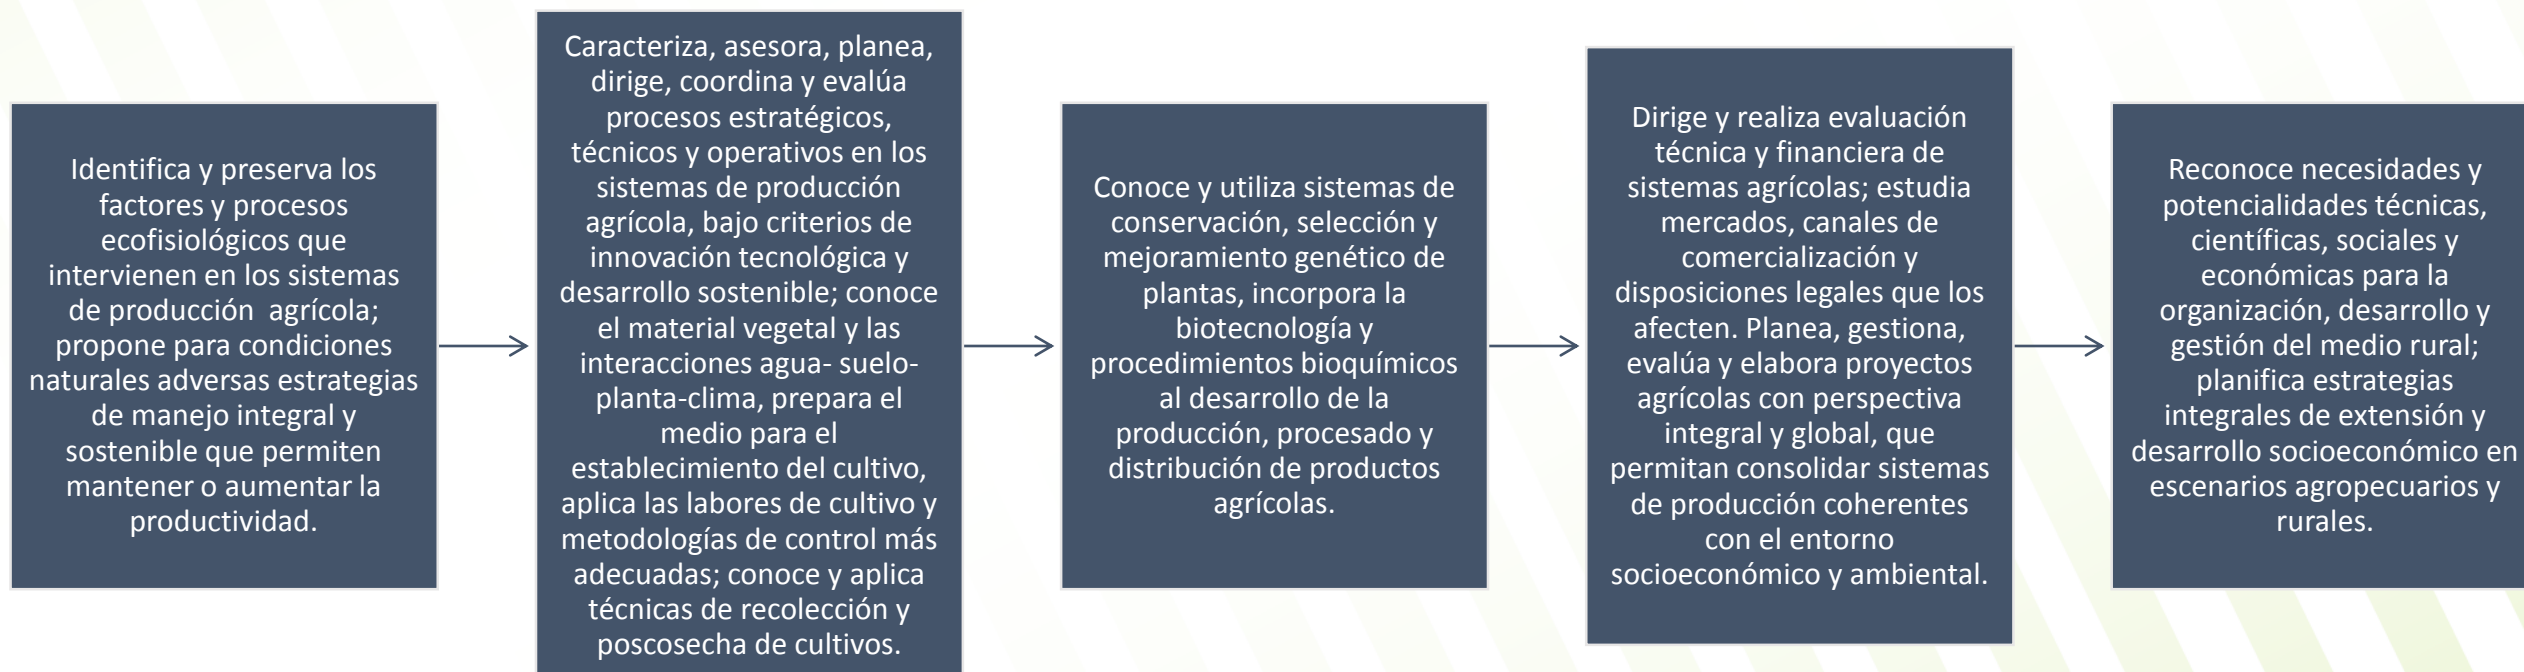 Identifica y preserva los
factores y procesos
ecofisiológicos que
intervienen en los sistemas
de producción  agrícola;
propone para condiciones
naturales adversas estrategias
de manejo integral y
sostenible que permiten
mantener o aumentar la
productividad.
Caracteriza, asesora, planea,
dirige, coordina y evalúa
procesos estratégicos,
técnicos y operativos en los
sistemas de producción
agrícola, bajo criterios de
innovación tecnológica y
desarrollo sostenible; conoce
el material vegetal y las
interacciones agua- suelo-
planta-clima, prepara el
medio para el
establecimiento del cultivo,
aplica las labores de cultivo y
metodologías de control más
adecuadas; conoce y aplica
técnicas de recolección y
poscosecha de cultivos.
Conoce y utiliza sistemas de
conservación, selección y
mejoramiento genético de
plantas, incorpora la
biotecnología y
procedimientos bioquímicos
al desarrollo de la
producción, procesado y
distribución de productos
agrícolas.
Dirige y realiza evaluación
técnica y financiera de
sistemas agrícolas; estudia
mercados, canales de
comercialización y
disposiciones legales que los
afecten. Planea, gestiona,
evalúa y elabora proyectos
agrícolas con perspectiva
integral y global, que
permitan consolidar sistemas
de producción coherentes
con el entorno
socioeconómico y ambiental.
Reconoce necesidades y
potencialidades técnicas,
científicas, sociales y
económicas para la
organización, desarrollo y
gestión del medio rural;
planifica estrategias
integrales de extensión y
desarrollo socioeconómico en
escenarios agropecuarios y
rurales.